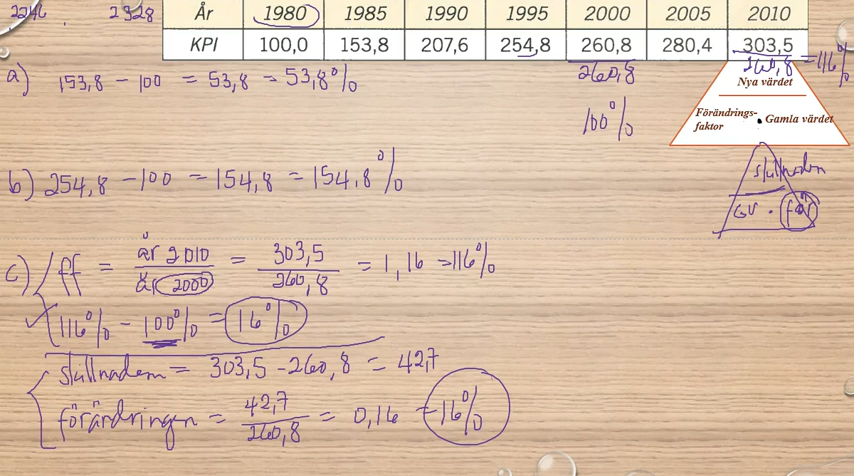 2246 . 2328
År 1980 1985 1990 1995 2000 2005 2010
KPI 100,0 153,8 207,6 254,8 260,8 280,4 303,5
260,8 260,8 = 116%
a) 153,8 - 100 = 53,8 = 53,8%
Nya värdet
100%
Förändrings-faktor • Gamla värdet
skillnaden
GV •
b) 254,8 - 100 = 154,8 = 154,8%
c) ff = år 2010 / år 2000 = 303,5 / 260,8 = 1,16 = 116%
116% - 100% = 16%
skillnaden = 303,5 - 260,8 = 42,7
förändringen = 42,7 / 260,8 = 0,16 = 16%